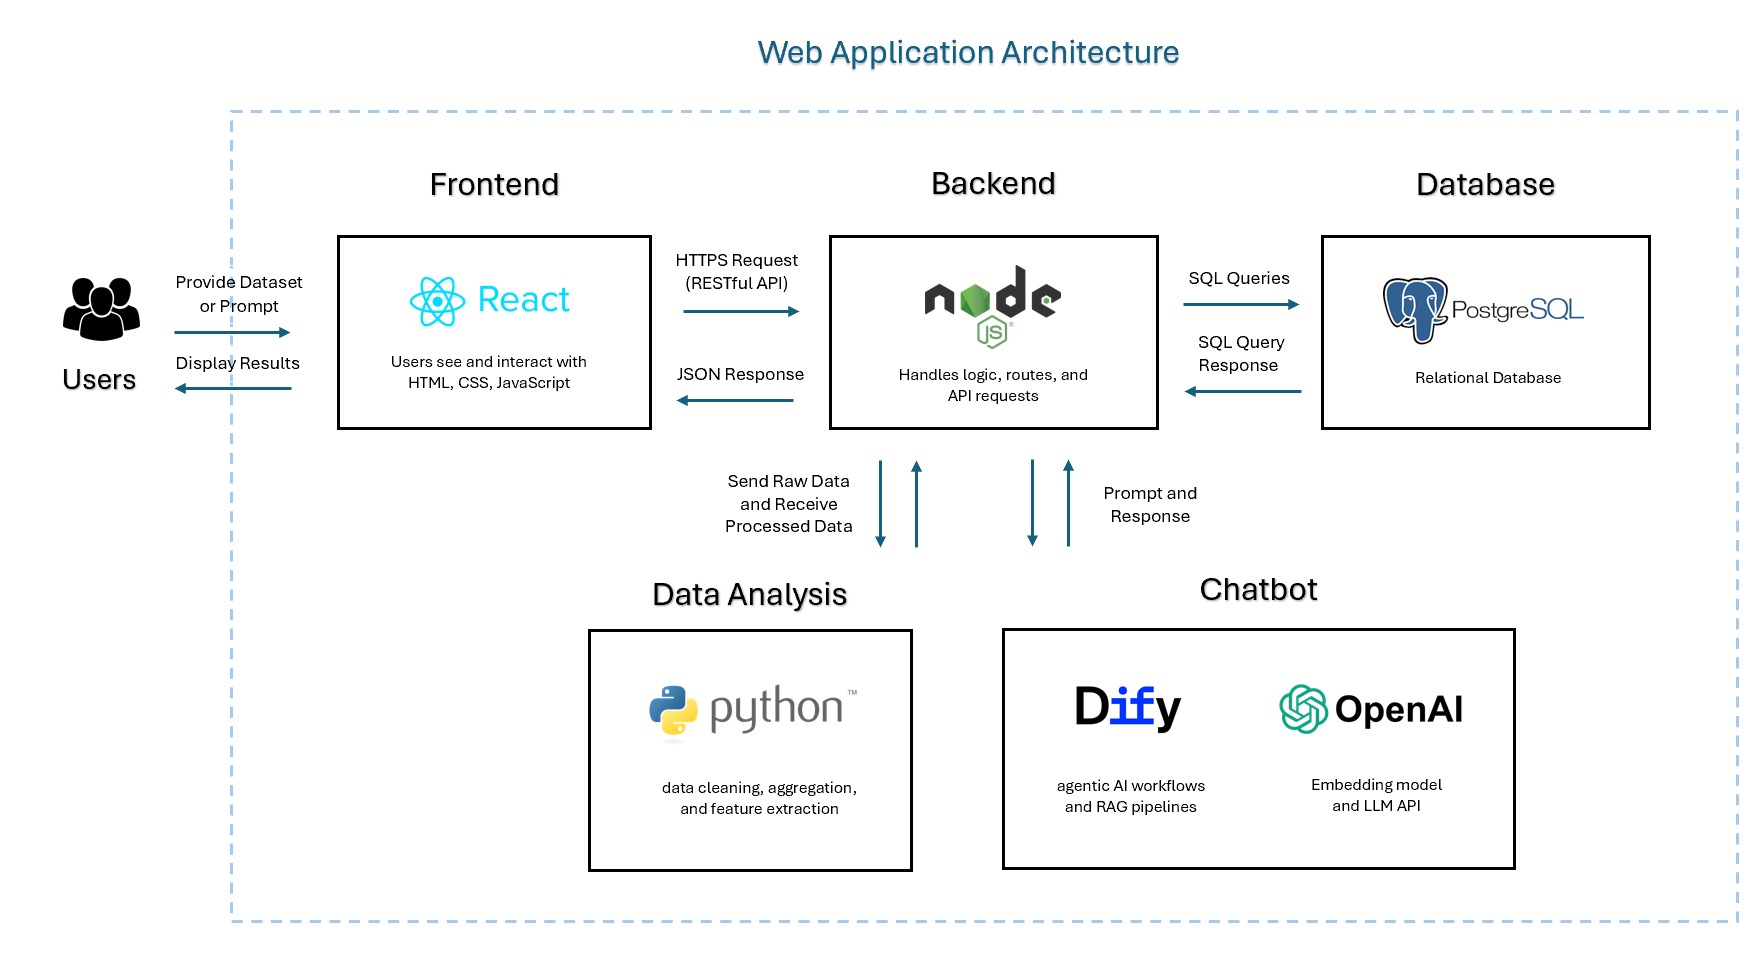 Web Application Architecture
Frontend
Backend
Database
Users
Provide Dataset
or Prompt
Display Results
React
Users see and interact with
HTML, CSS, JavaScript
HTTPS Request
(RESTful API)
JSON Response
node
JS®
Handles logic, routes, and
API requests
SQL Queries
SQL Query
Response
PostgreSQL
Relational Database
Send Raw Data
and Receive
Processed Data
Prompt and
Response
Data Analysis
python™
data cleaning, aggregation,
and feature extraction
Chatbot
Dify
agentic AI workflows
and RAG pipelines
OpenAI
Embedding model
and LLM API